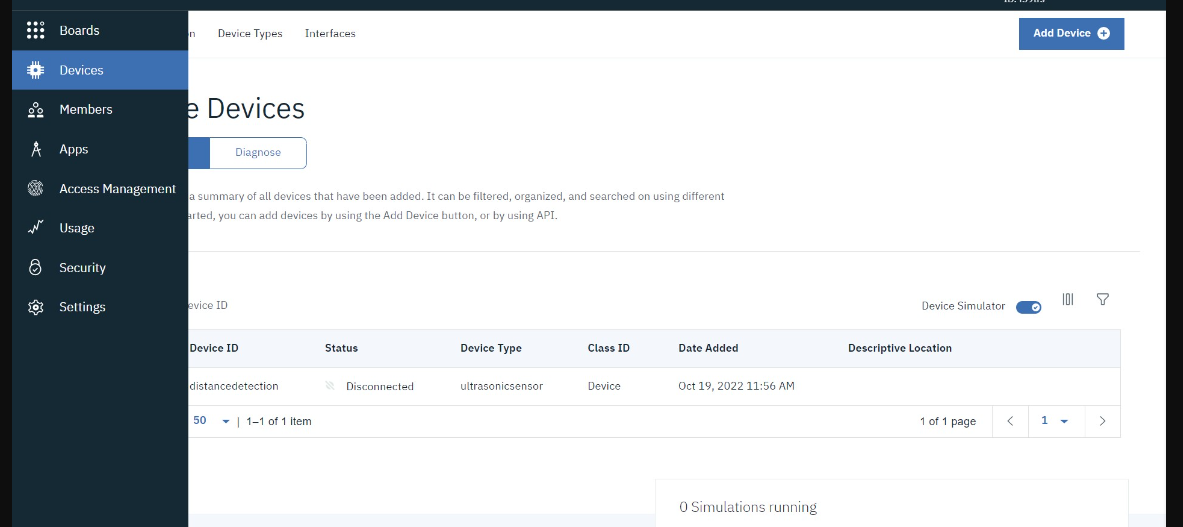 Boards
Devices
Members
Apps
Access Management
Usage
Security
Settings
Device Types
Interfaces
Add Device
e Devices
Diagnose
a summary of all devices that have been added. It can be filtered, organized, and searched on using different
arted, you can add devices by using the Add Device button, or by using API.
evice ID
Device Simulator
Device ID Status Device Type Class ID Date Added Descriptive Location
distancedetection Disconnected ultrasonicsensor Device Oct 19, 2022 11:56 AM
50 | 1–1 of 1 item 1 of 1 page 1
0 Simulations running